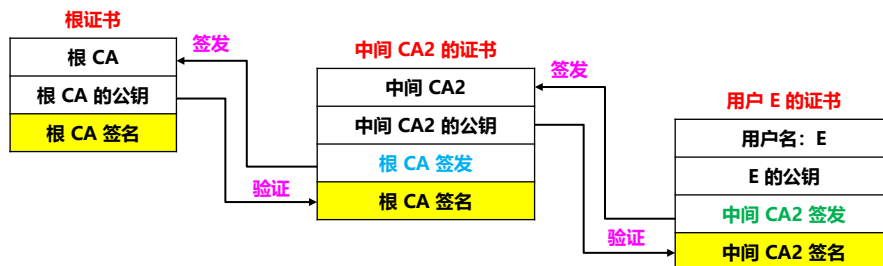 根证书
根 CA
根 CA 的公钥
根 CA 签名
签发
验证
中间 CA2 的证书
中间 CA2
中间 CA2 的公钥
根 CA 签发
根 CA 签名
签发
验证
用户 E 的证书
用户名：E
E 的公钥
中间 CA2 签发
中间 CA2 签名